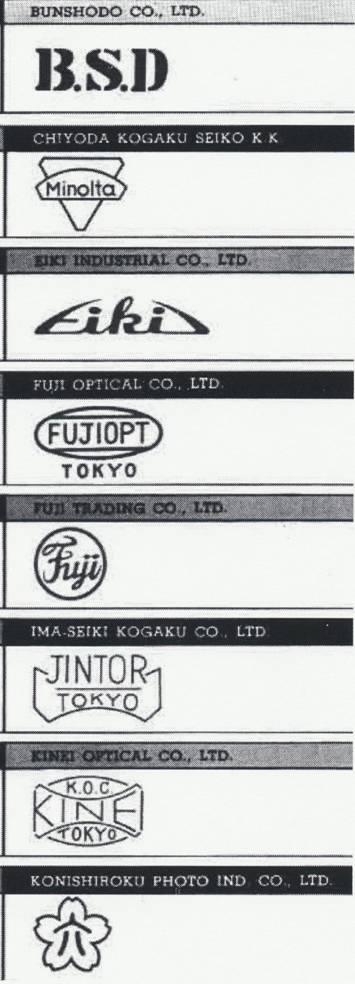 BUNSHODO CO., LTD.
B.S.D
CHIYODA KOGAKU SEIKO K.K.
Minolta
EIKI INDUSTRIAL CO., LTD.
Eiki
FUJI OPTICAL CO., LTD.
FUJIOPT
TOKYO
FUJI TRADING CO., LTD.
Fuji
IMA-SEIKI KOGAKU CO., LTD.
JINTOR
TOKYO
KINEI OPTICAL CO., LTD.
K.O.C.
KINE
TOKYO
KONISHIROKU PHOTO IND. CO., LTD.
六